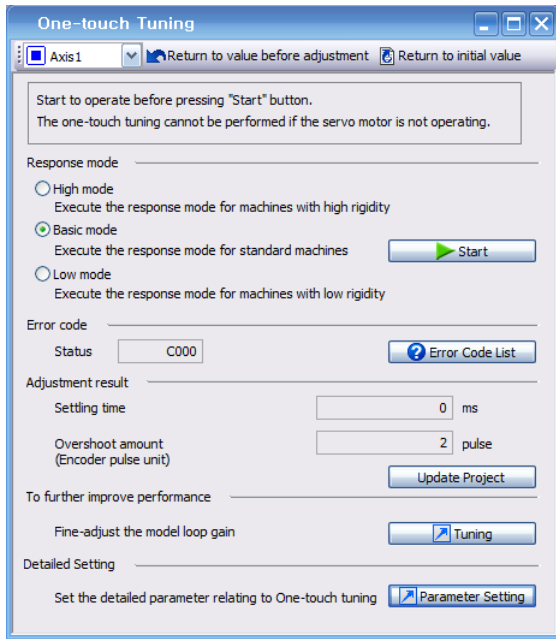 One-touch Tuning
Axis1 Return to value before adjustment Return to initial value
Start to operate before pressing "Start" button.
The one-touch tuning cannot be performed if the servo motor is not operating.
Response mode
High mode
Execute the response mode for machines with high rigidity
Basic mode
Execute the response mode for standard machines Start
Low mode
Execute the response mode for machines with low rigidity
Error code
Status C000 Error Code List
Adjustment result
Settling time 0 ms
Overshoot amount 2 pulse
(Encoder pulse unit)
Update Project
To further improve performance
Fine-adjust the model loop gain Tuning
Detailed Setting
Set the detailed parameter relating to One-touch tuning Parameter Setting